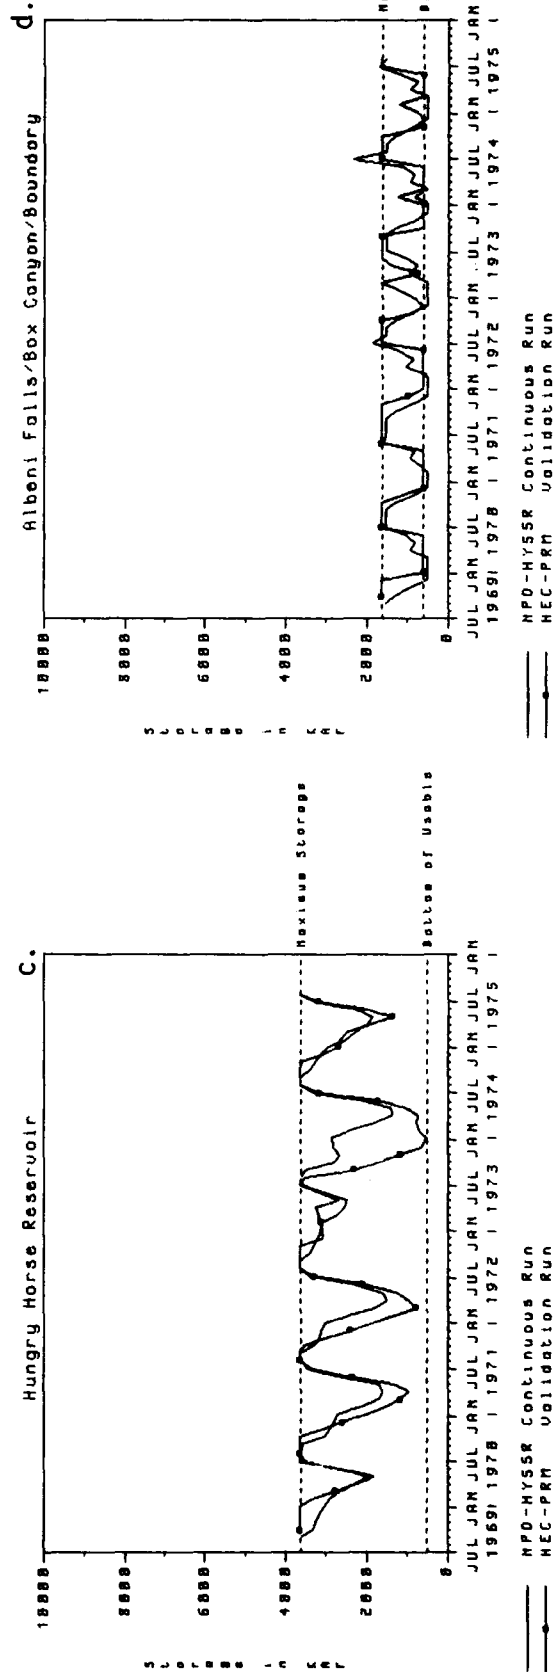 C.
Hungry Horse Reservoir
10000
8000
6000
4000
2000
0
Storage in KAF
Maximum Storage
Bottom of Usable
JUL JAN JUL JAN JUL JAN JUL JAN JUL JAN JUL JAN JUL JAN
1969| 1970 | 1971 | 1972 | 1973 | 1974 | 1975 |
NPD-HYSSR Continuous Run
HEC-PRM Validation Run
d.
Albeni Falls/Box Canyon/Boundary
10000
8000
6000
4000
2000
0
Storage in KAF
M
B
JUL JAN JUL JAN JUL JAN JUL JAN JUL JAN JUL JAN JUL JAN
1969| 1970 | 1971 | 1972 | 1973 | 1974 | 1975 |
NPD-HYSSR Continuous Run
HEC-PRM Validation Run